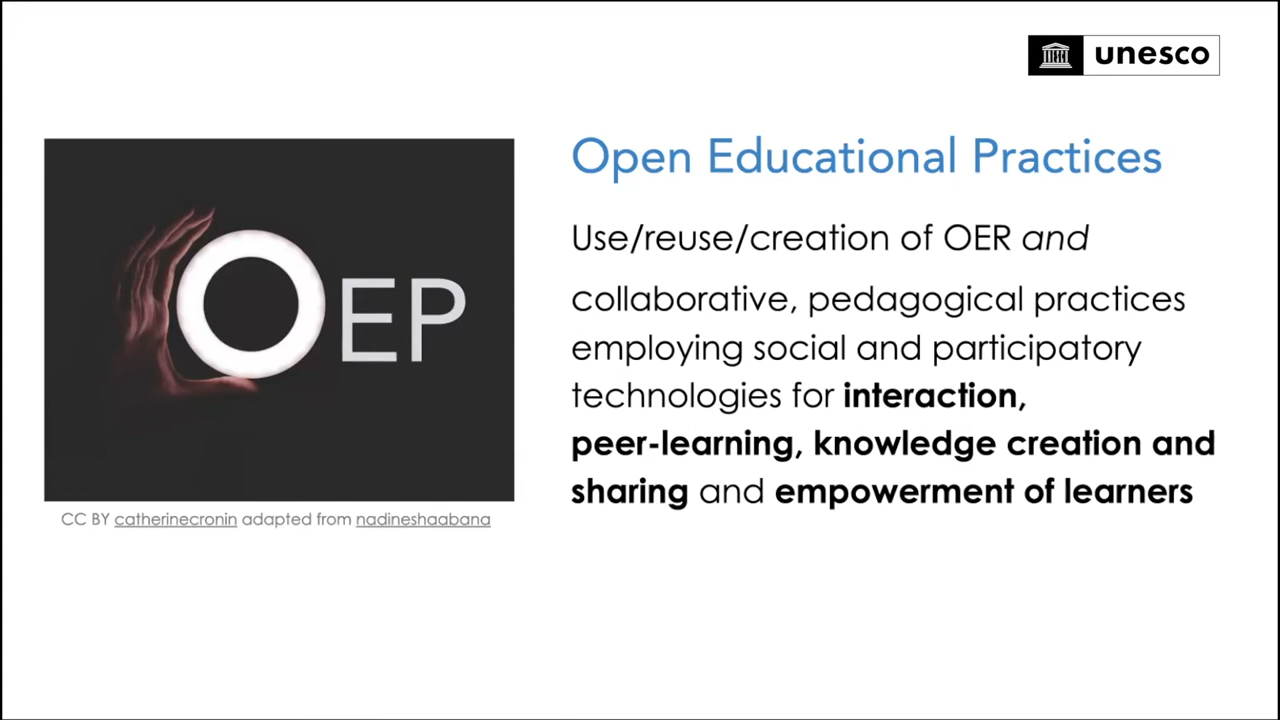 unesco
OEP
CC BY catherinecronin adapted from nadineshaabana
Open Educational Practices
Use/reuse/creation of OER and
collaborative, pedagogical practices
employing social and participatory
technologies for interaction,
peer-learning, knowledge creation and
sharing and empowerment of learners